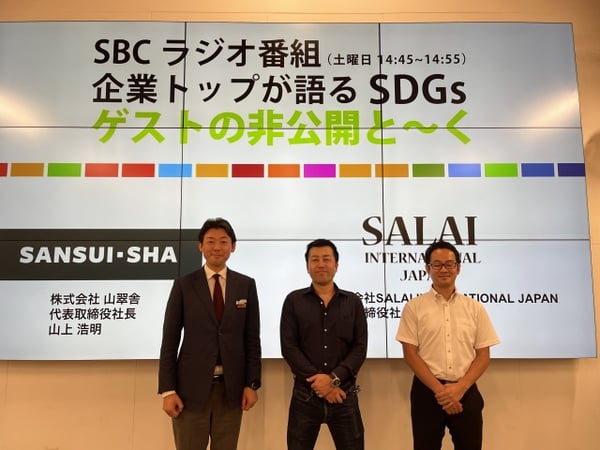 SBC ラジオ番組（土曜日 14:45~14:55）
企業トップが語る SDGs
ゲストの非公開と～く
SANSUI·SHA
株式会社 山翠舎
代表取締役社長
山上 浩明
SALAI
INTERNATIONAL
JAPAN
会社SALAI INTERNATIONAL JAPAN
締役社